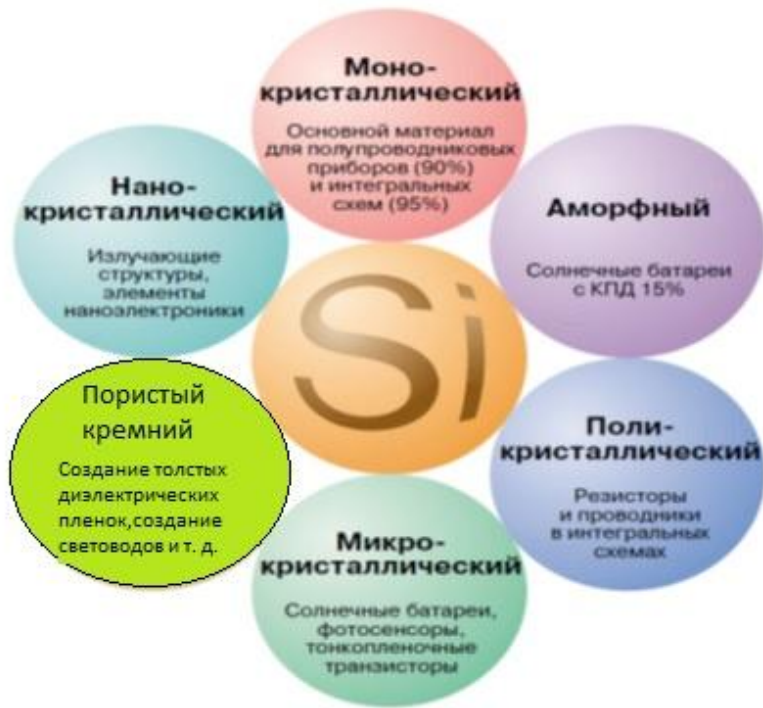 Моно-
кристаллический
Основной материал
для полупроводниковых
приборов (90%)
и интегральных
схем (95%)
Нано-
кристаллический
Излучающие
структуры,
элементы
наноэлектроники
Аморфный
Солнечные батареи
с КПД 15%
Si
Пористый
кремний
Создание толстых
диэлектрических
пленок,создание
световодов и т. д.
Поли-
кристаллический
Резисторы
и проводники
в интегральных
схемах
Микро-
кристаллический
Солнечные батареи,
фотосенсоры,
тонкопленочные
транзисторы